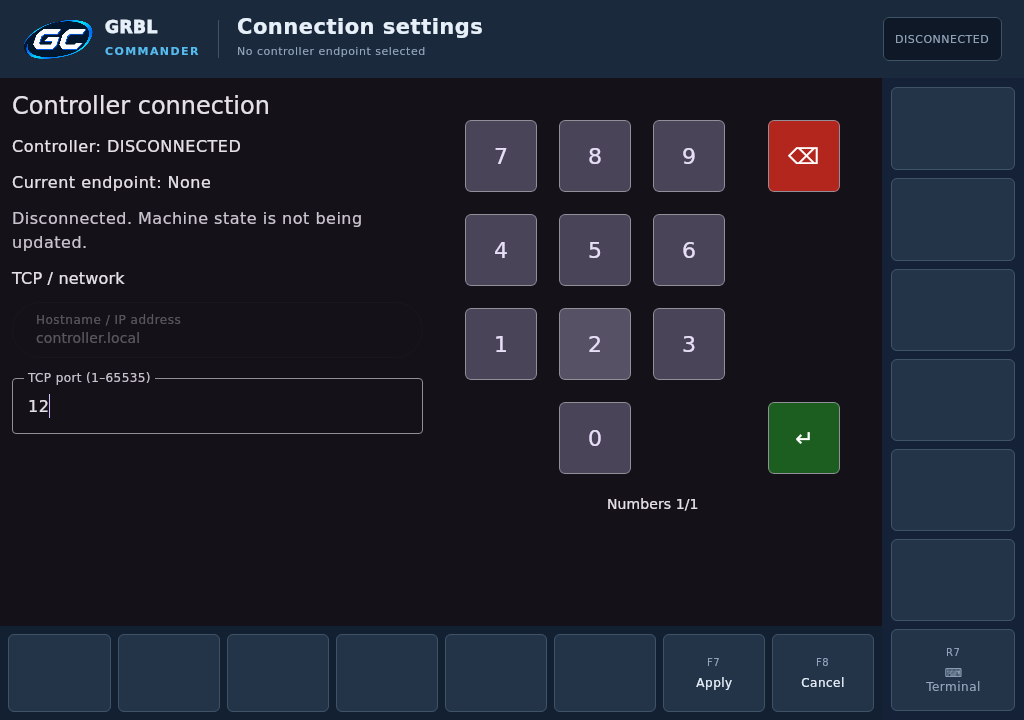 GC
GRBL
COMMANDER
Connection settings
No controller endpoint selected
DISCONNECTED
Controller connection
Controller: DISCONNECTED
Current endpoint: None
Disconnected. Machine state is not being
updated.
TCP / network
Hostname / IP address
controller.local
TCP port (1–65535)
12
7 8 9 ⌫
4 5 6
1 2 3
0 ↵
Numbers 1/1
F7
Apply
F8
Cancel
R7
⌨
Terminal